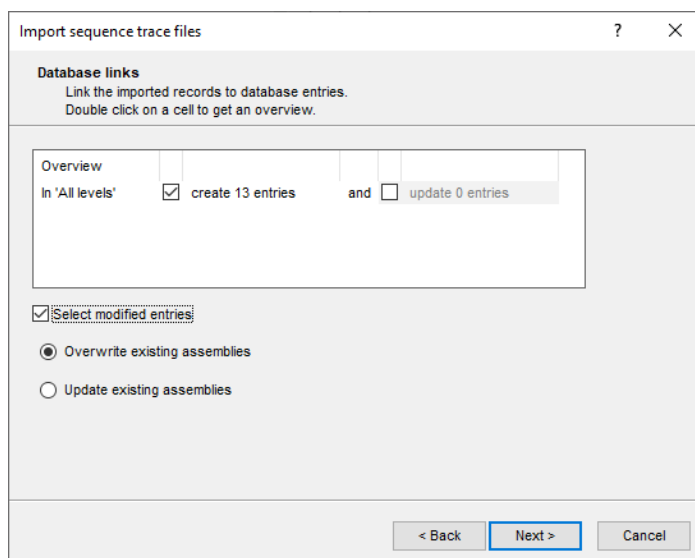 Import sequence trace files
?
Database links
Link the imported records to database entries.
Double click on a cell to get an overview.
Overview
In 'All levels' create 13 entries and update 0 entries
Select modified entries
Overwrite existing assemblies
Update existing assemblies
< Back Next > Cancel